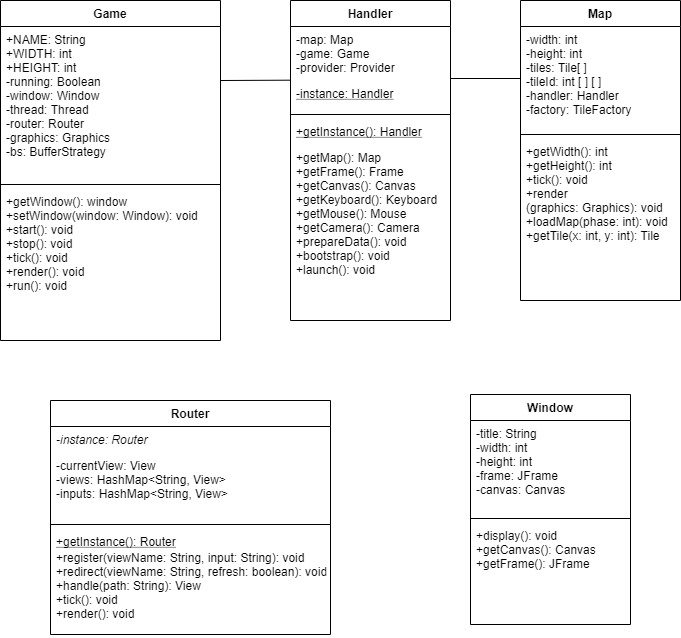 Game
+NAME: String
+WIDTH: int
+HEIGHT: int
-running: Boolean
-window: Window
-thread: Thread
-router: Router
-graphics: Graphics
-bs: BufferStrategy
+getWindow(): window
+setWindow(window: Window): void
+start(): void
+stop(): void
+tick(): void
+render(): void
+run(): void
Handler
-map: Map
-game: Game
-provider: Provider
-instance: Handler
+getInstance(): Handler
+getMap(): Map
+getFrame(): Frame
+getCanvas(): Canvas
+getKeyboard(): Keyboard
+getMouse(): Mouse
+getCamera(): Camera
+prepareData(): void
+bootstrap(): void
+launch(): void
Map
-width: int
-height: int
-tiles: Tile[ ]
-tileId: int [ ] [ ]
-handler: Handler
-factory: TileFactory
+getWidth(): int
+getHeight(): int
+tick(): void
+render
(graphics: Graphics): void
+loadMap(phase: int): void
+getTile(x: int, y: int): Tile
Router
-instance: Router
-currentView: View
-views: HashMap<String, View>
-inputs: HashMap<String, View>
+getInstance(): Router
+register(viewName: String, input: String): void
+redirect(viewName: String, refresh: boolean): void
+handle(path: String): View
+tick(): void
+render(): void
Window
-title: String
-width: int
-height: int
-frame: JFrame
-canvas: Canvas
+display(): void
+getCanvas(): Canvas
+getFrame(): JFrame